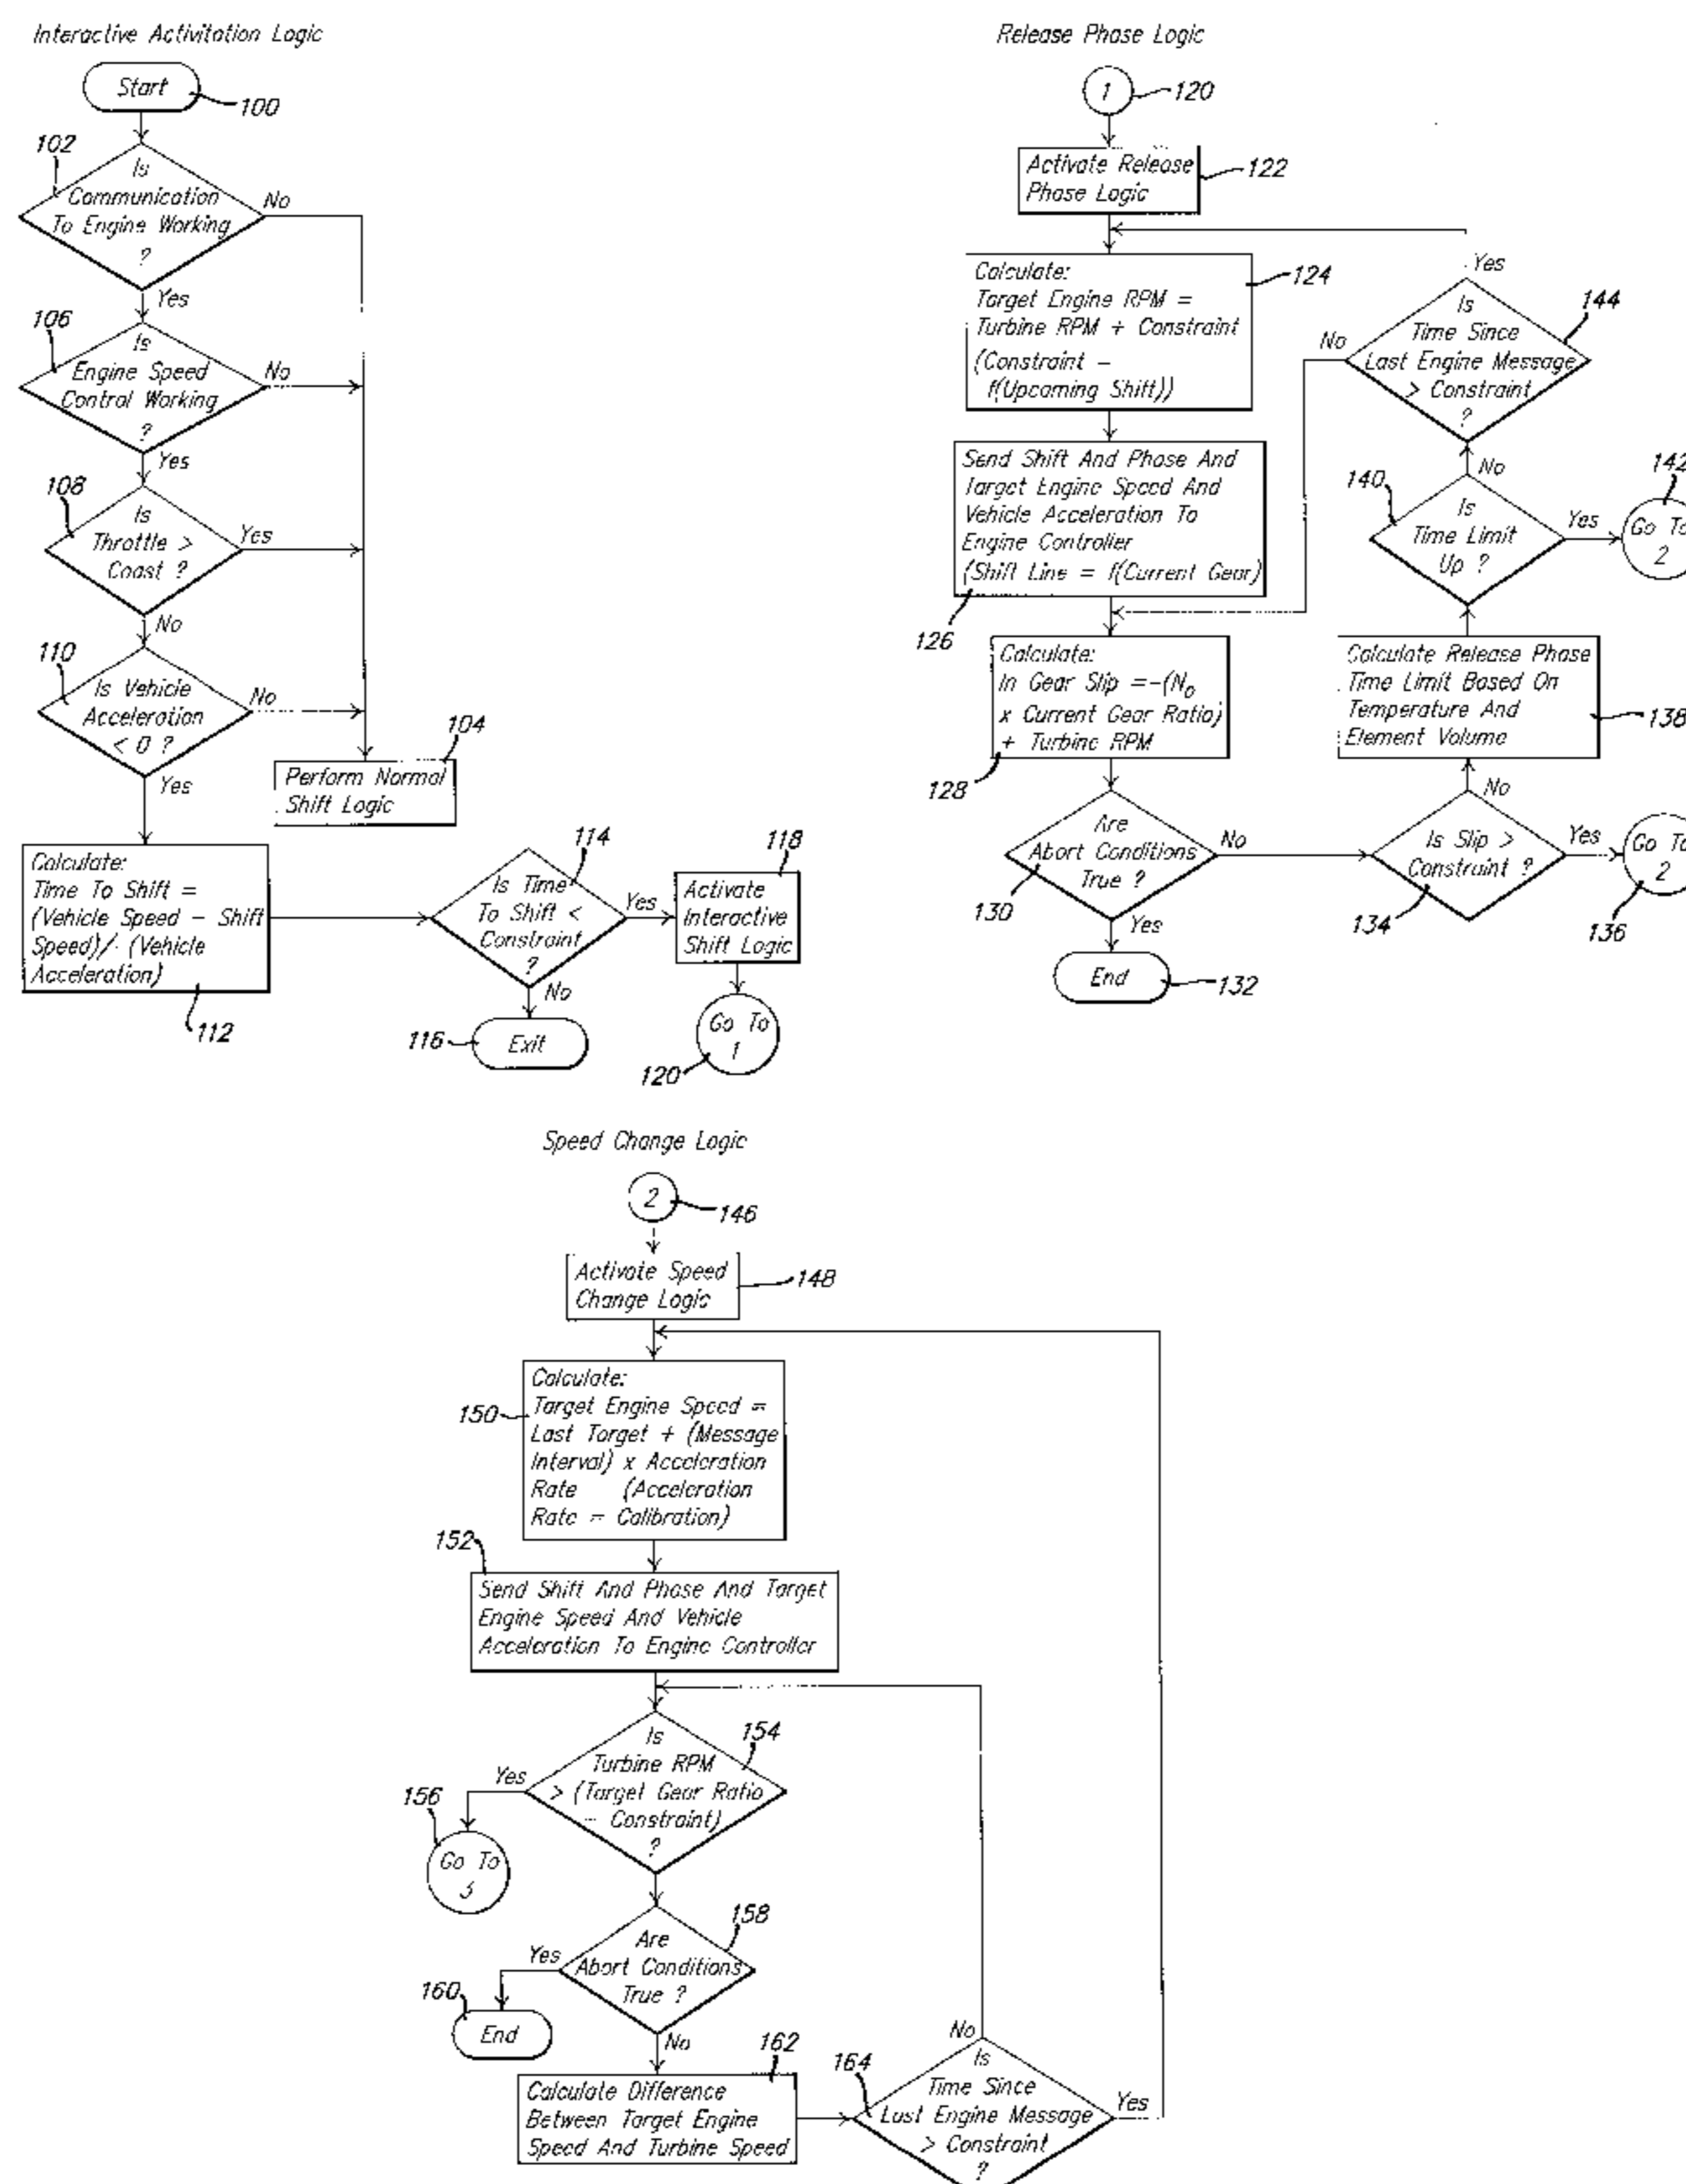 Interactive Activitation Logic
Start
100
102
Is
Communication
To Engine Working
?
No
Yes
106
Is
Engine Speed
Control Working
?
No
Yes
108
Is
Throttle >
Coast ?
Yes
No
110
Is Vehicle
Acceleration
< 0 ?
No
Yes
104
Perform Normal
Shift Logic
Calculate:
Time To Shift =
(Vehicle Speed - Shift
Speed)/- (Vehicle
Acceleration)
112
114
Is Time
To Shift <
Constraint
?
Yes
No
116
Exit
118
Activate
Interactive
Shift Logic
Go To
1
120
Release Phase Logic
1
120
Activate Release
Phase Logic
122
Calculate:
Target Engine RPM =
Turbine RPM + Constraint
(Constraint -
f(Upcoming Shift))
124
Send Shift And Phase And
Target Engine Speed And
Vehicle Acceleration To
Engine Controller
(Shift Line = f(Current Gear)
126
Calculate:
In Gear Slip =-(No
x Current Gear Ratio)
+ Turbine RPM
128
Are
Abort Conditions
True ?
130
No
Yes
End
132
Is Slip >
Constraint ?
134
Yes
Go To
2
136
No
Calculate Release Phase
Time Limit Based On
Temperature And
Element Volume
138
140
Is
Time Limit
Up ?
Yes
142
Go To
2
No
Is
Time Since
Last Engine Message
> Constraint
?
144
No
Yes
Speed Change Logic
2
146
Activate Speed
Change Logic
148
Calculate:
Target Engine Speed =
Last Target + (Message
Interval) x Acceleration
Rate (Acceleration
Rate = Calibration)
150
152
Send Shift And Phase And Target
Engine Speed And Vehicle
Acceleration To Engine Controller
Is
Turbine RPM
> (Target Gear Ratio
- Constraint)
?
154
Yes
156
Go To
3
158
Are
Abort Conditions
True ?
Yes
160
End
No
162
Calculate Difference
Between Target Engine
Speed And Turbine Speed
164
No
Is
Time Since
Last Engine Message
> Constraint
?
Yes